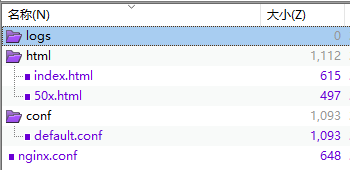 名称(N) 大小(Z)
logs 0
html 1,112
index.html 615
50x.html 497
conf 1,093
default.conf 1,093
nginx.conf 648